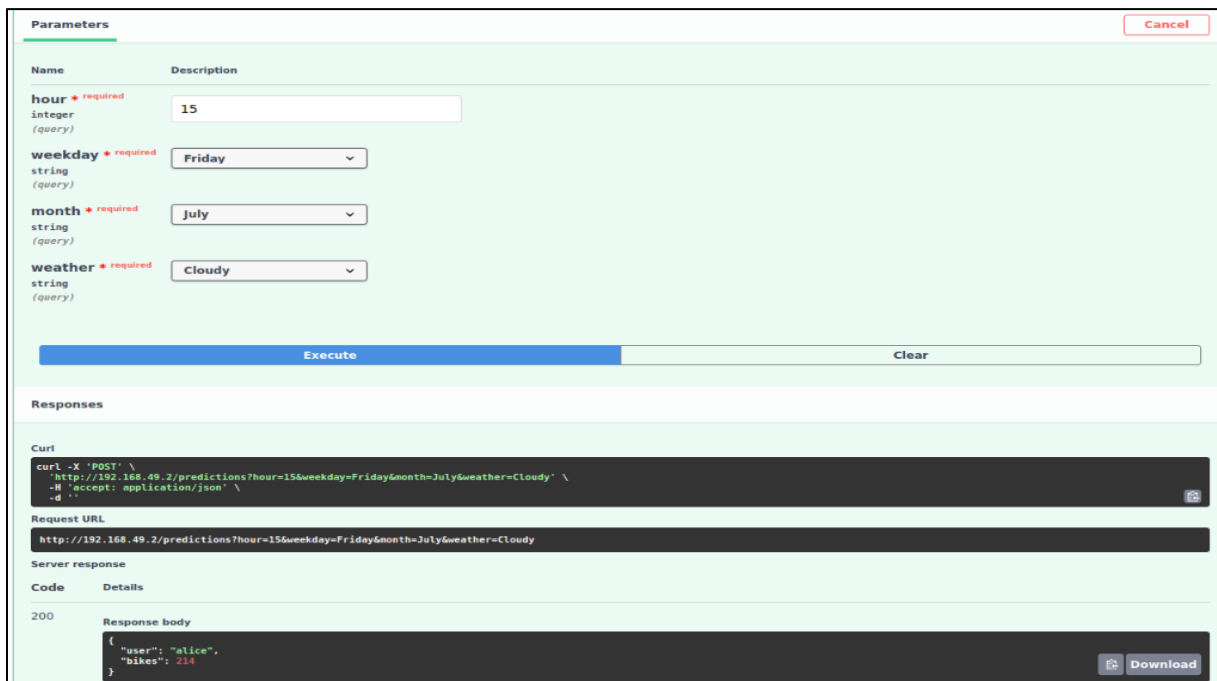 Parameters
Cancel
Name Description
hour * required
integer
(query)
15
weekday * required
string
(query)
Friday
month * required
string
(query)
July
weather * required
string
(query)
Cloudy
Execute Clear
Responses
Curl
curl -X 'POST' \
'http://192.168.49.2/predictions?hour=15&weekday=Friday&month=July&weather=Cloudy' \
-H 'accept: application/json' \
-d ''
Request URL
http://192.168.49.2/predictions?hour=15&weekday=Friday&month=July&weather=Cloudy
Server response
Code Details
200
Response body
{
"user": "alice",
"bikes": 214
}
Download